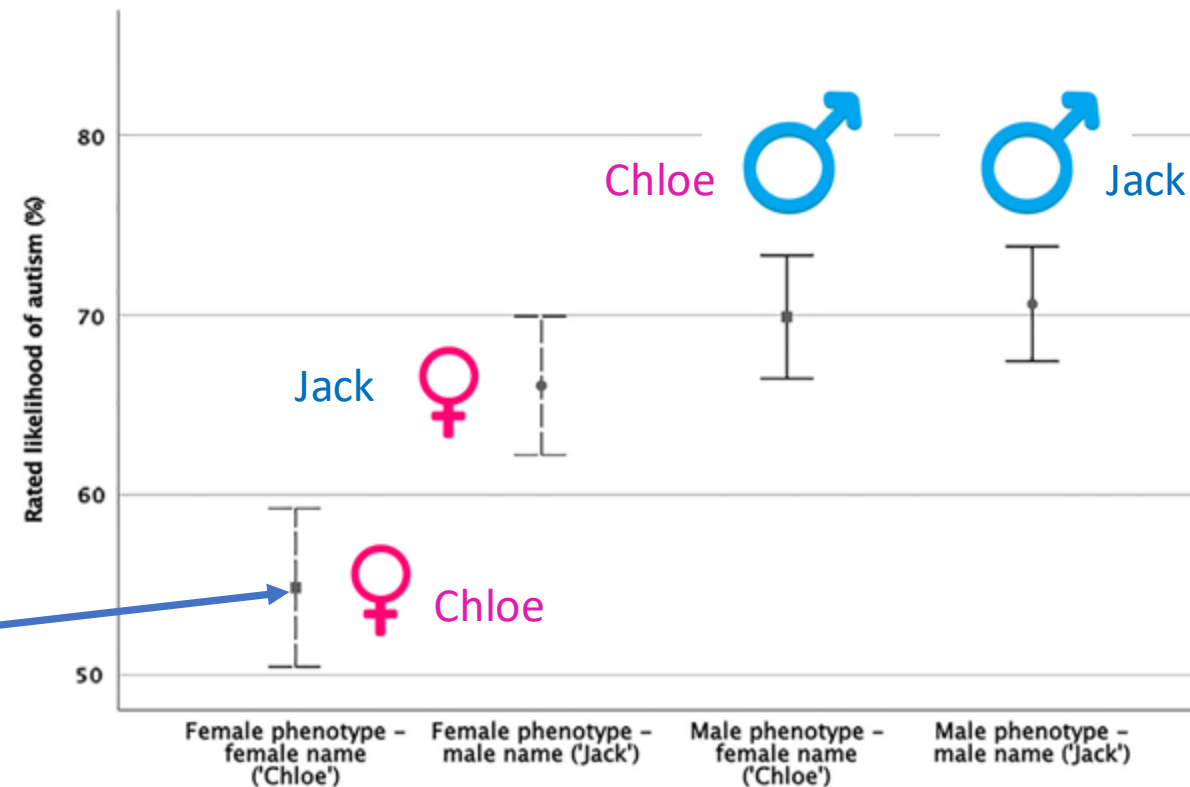 Rated likelihood of autism (%)
80
70
60
50
Chloe
Jack
Jack
Chloe
Female phenotype –
female name
('Chloe')
Female phenotype –
male name ('Jack')
Male phenotype –
female name
('Chloe')
Male phenotype –
male name ('Jack')